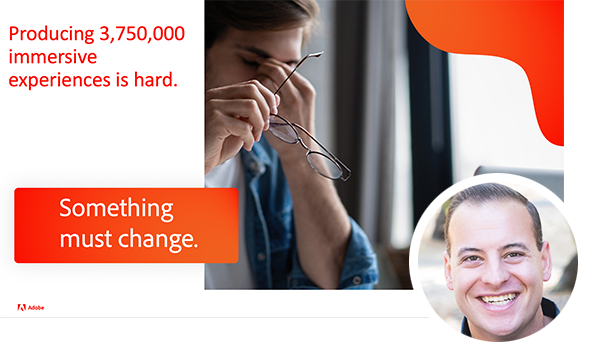 Producing 3,750,000
immersive
experiences is hard.
Something
must change.
Adobe